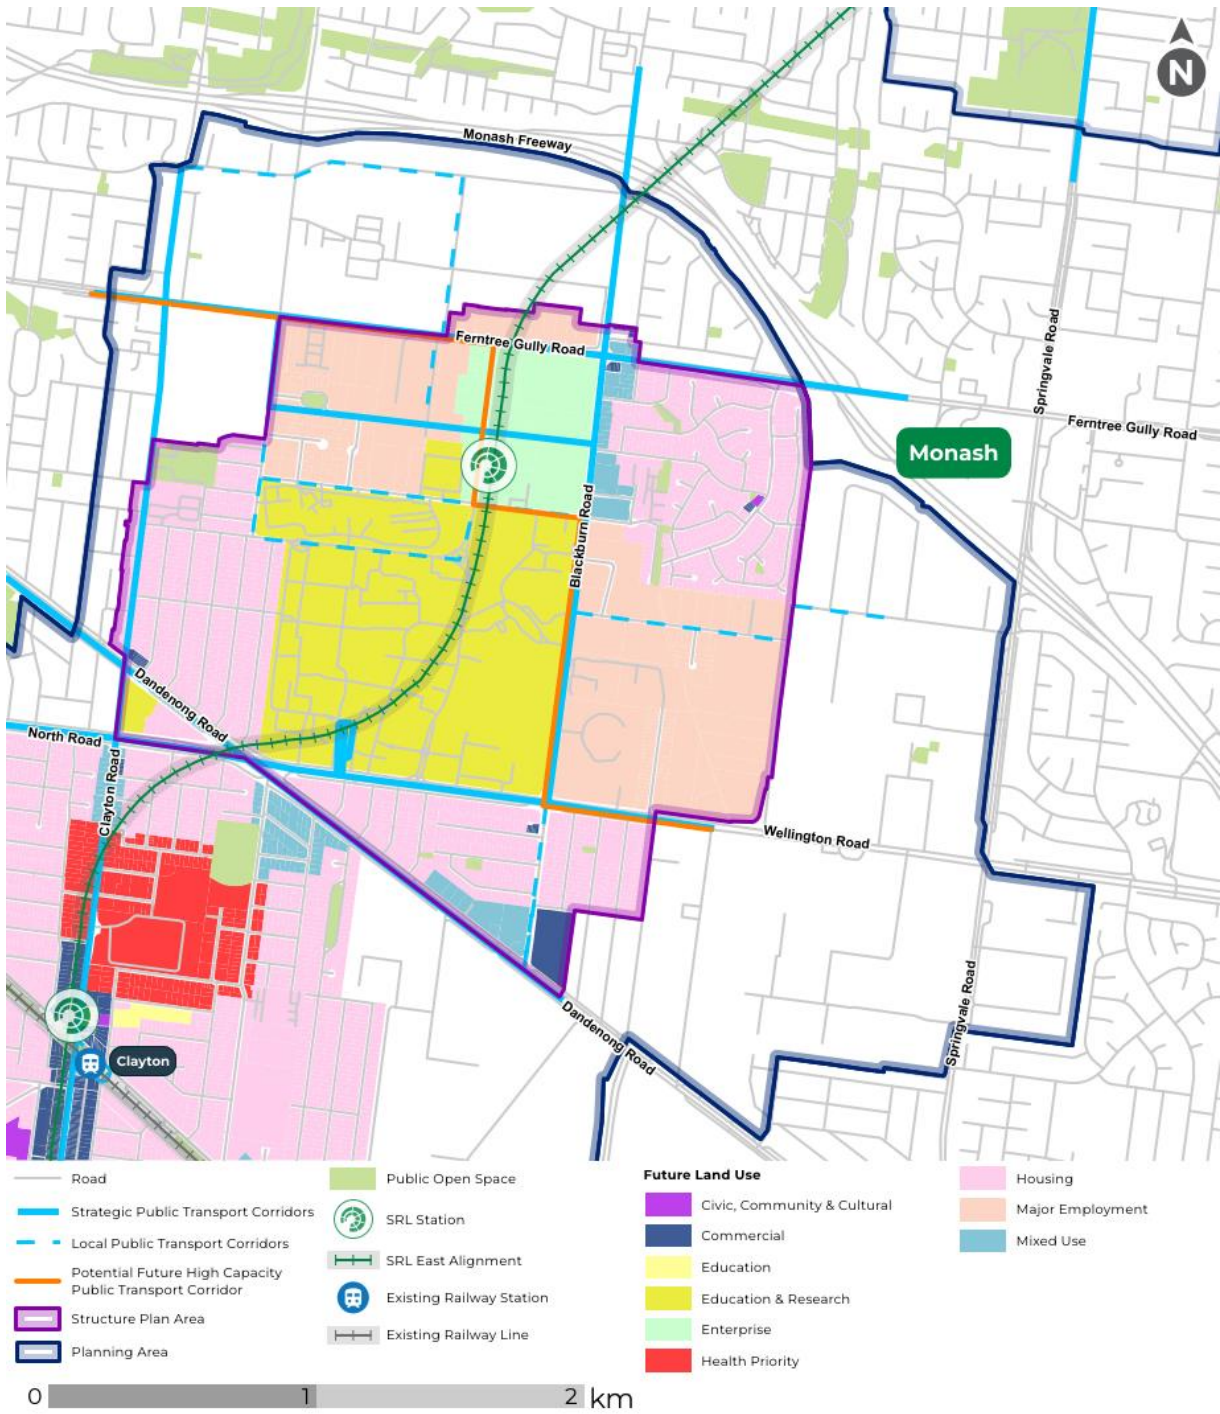 N
Monash Freeway
Ferntree Gully Road
Springvale Road
Ferntree Gully Road
Monash
Blackburn Road
Dandenong Road
North Road
Clayton Road
Wellington Road
Springvale Road
Dandenong Road
Clayton
Road
Strategic Public Transport Corridors
Local Public Transport Corridors
Potential Future High Capacity
Public Transport Corridor
Structure Plan Area
Planning Area
Public Open Space
SRL Station
SRL East Alignment
Existing Railway Station
Existing Railway Line
Future Land Use
Civic, Community & Cultural
Commercial
Education
Education & Research
Enterprise
Health Priority
Housing
Major Employment
Mixed Use
0 1 2 km